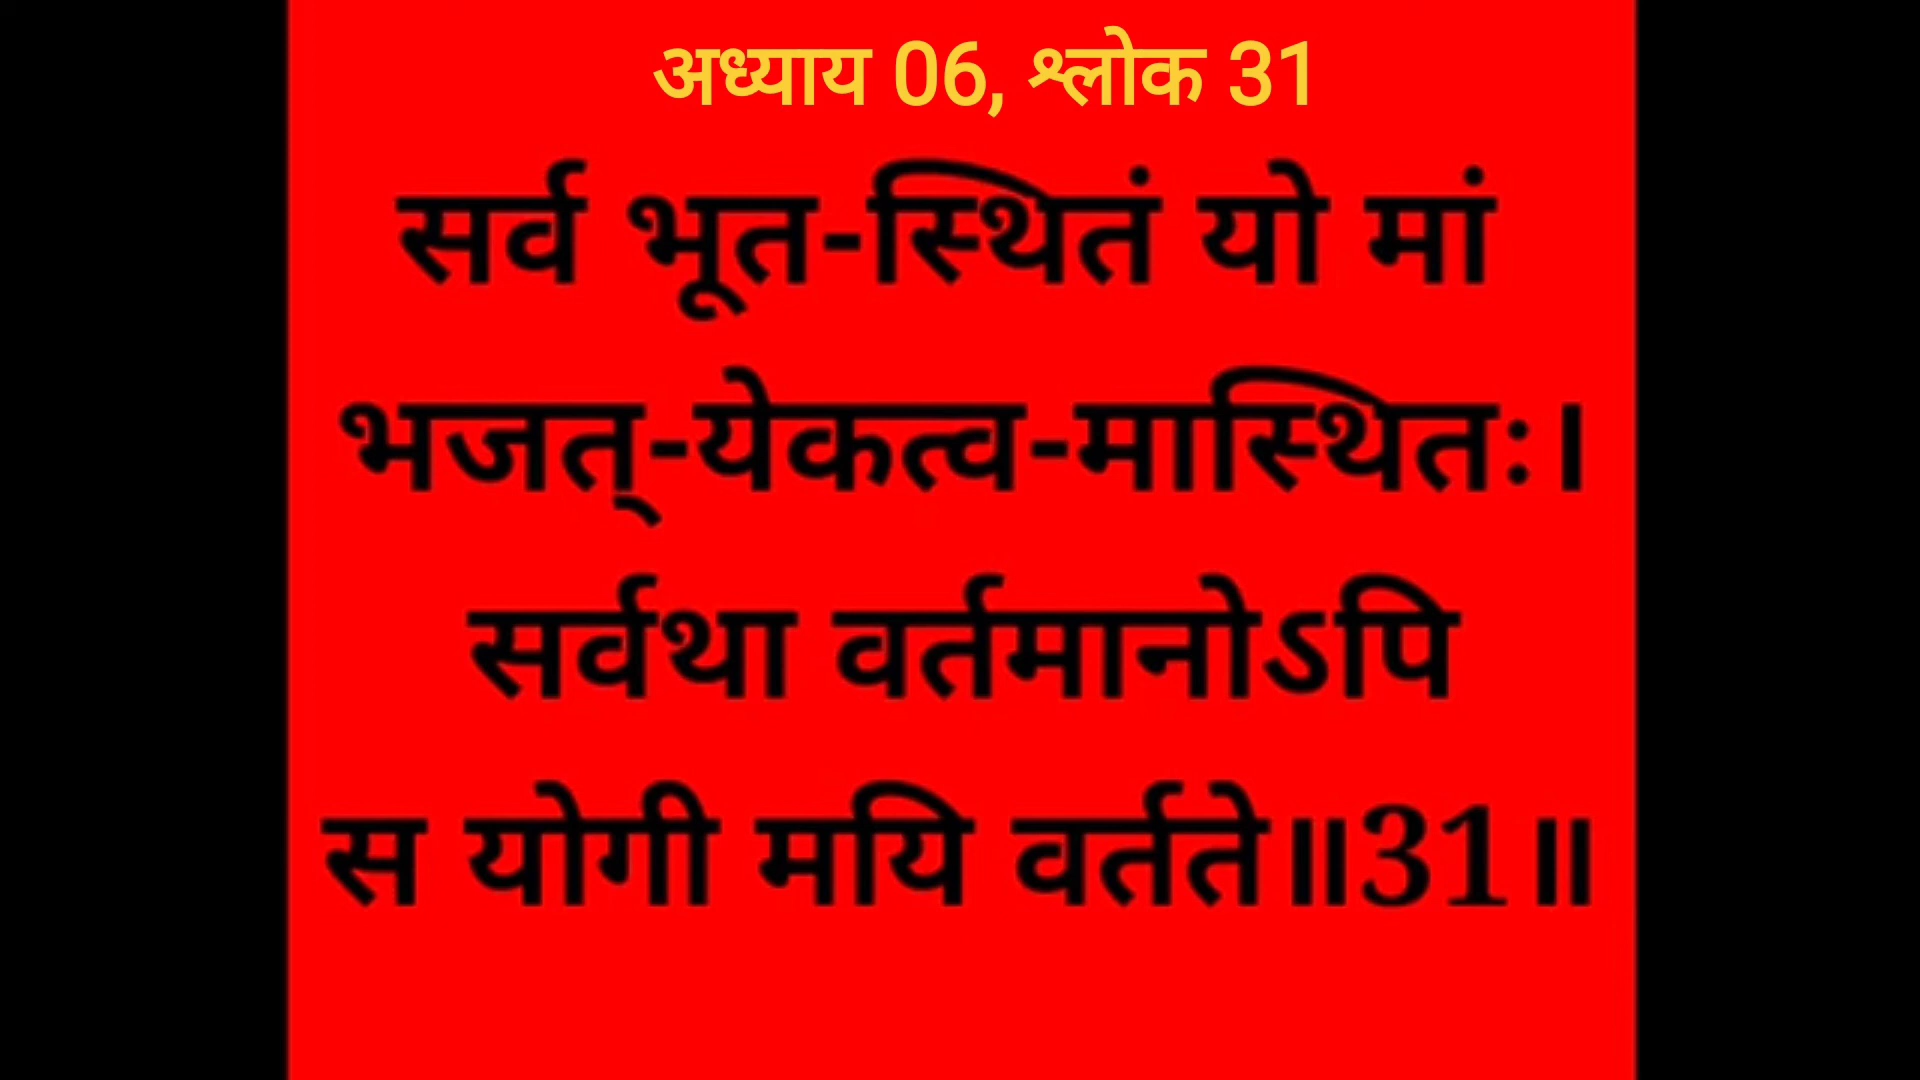 अध्याय 06, श्लोक 31
सर्व भूत-स्थितं यो मां
भजत्-येकत्व-मास्थितः।
सर्वथा वर्तमानोऽपि
स योगी मयि वर्तते॥31॥